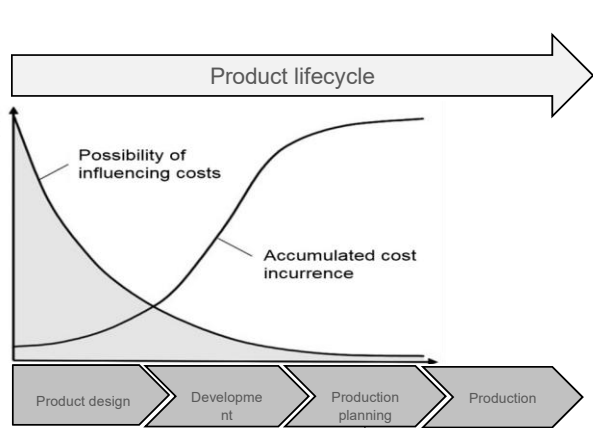 Product lifecycle
Possibility of
influencing costs
Accumulated cost
incurrence
Product design
Developme
nt
Production
planning
Production